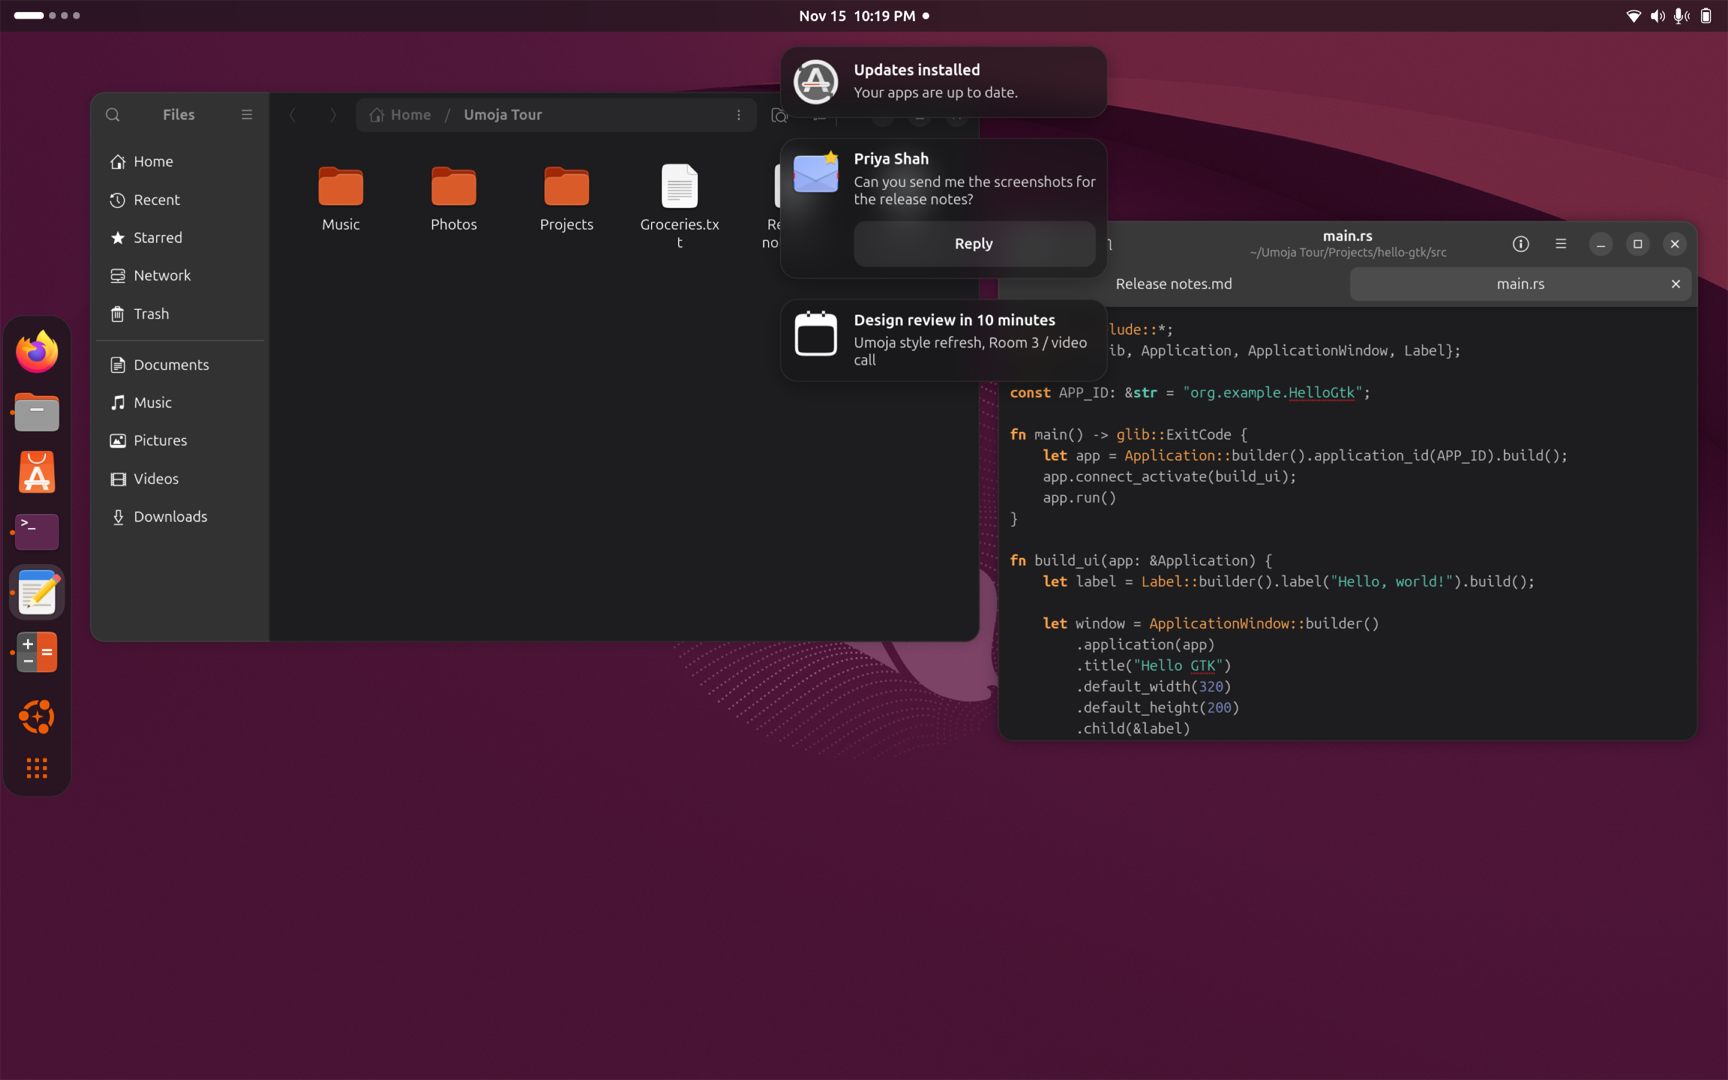 Nov 15 10:19 PM
Updates installed
Your apps are up to date.
Priya Shah
Can you send me the screenshots for
the release notes?
Reply
Design review in 10 minutes
Umoja style refresh, Room 3 / video
call
Files
Home / Umoja Tour
Home
Recent
Starred
Network
Trash
Documents
Music
Pictures
Videos
Downloads
Music
Photos
Projects
Groceries.tx
t
main.rs
~/Umoja Tour/Projects/hello-gtk/src
Release notes.md
main.rs
lude::*;
ib, Application, ApplicationWindow, Label};
const APP_ID: &str = "org.example.HelloGtk";
fn main() -> glib::ExitCode {
    let app = Application::builder().application_id(APP_ID).build();
    app.connect_activate(build_ui);
    app.run()
}
fn build_ui(app: &Application) {
    let label = Label::builder().label("Hello, world!").build();
    let window = ApplicationWindow::builder()
        .application(app)
        .title("Hello GTK")
        .default_width(320)
        .default_height(200)
        .child(&label)